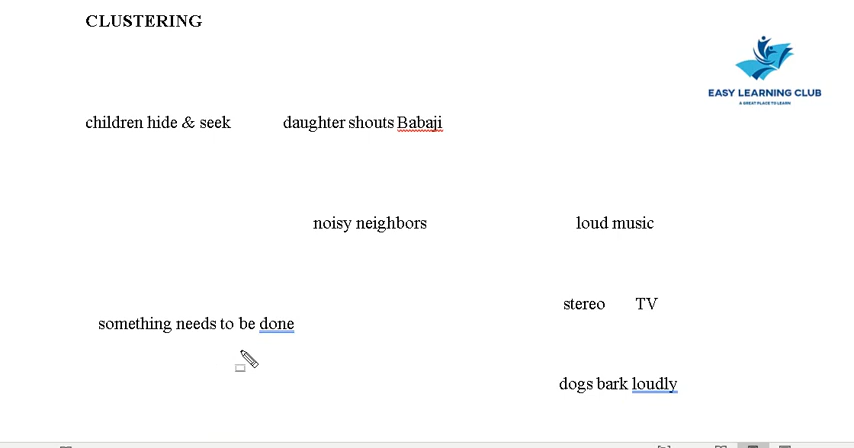 CLUSTERING
EASY LEARNING CLUB
A GREAT PLACE TO LEARN
children hide & seek daughter shouts Babaji
noisy neighbors loud music
stereo TV
something needs to be done
dogs bark loudly